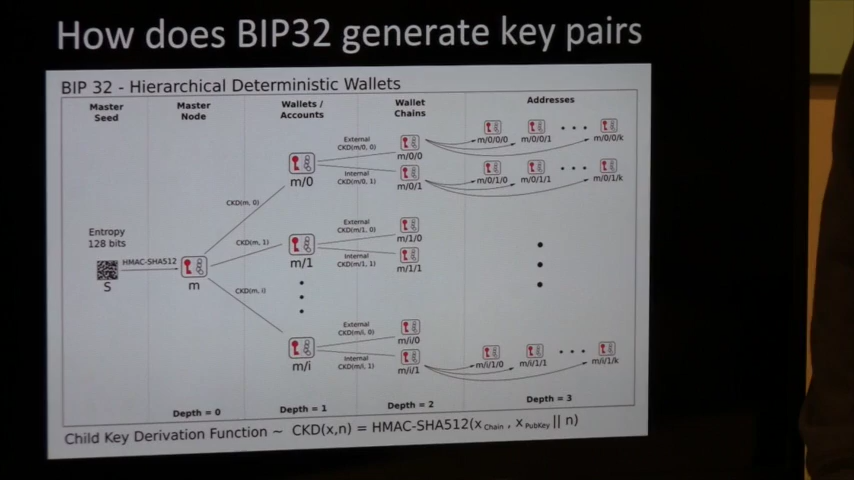 How does BIP32 generate key pairs
BIP 32 - Hierarchical Deterministic Wallets
Master Seed
Master Node
Wallets / Accounts
Wallet Chains
Addresses
Entropy
128 bits
S
HMAC-SHA512
m
CKD(m, 0)
CKD(m, 1)
CKD(m, i)
m/0
m/1
m/i
External
CKD(m/0, 0)
Internal
CKD(m/0, 1)
External
CKD(m/1, 0)
Internal
CKD(m/1, 1)
External
CKD(m/i, 0)
Internal
CKD(m/i, 1)
m/0/0
m/0/1
m/1/0
m/1/1
m/i/0
m/i/1
m/0/0/0 m/0/0/1 • • • m/0/0/k
m/0/1/0 m/0/1/1 • • • m/0/1/k
m/i/1/0 m/i/1/1 • • • m/i/1/k
Depth = 0
Depth = 1
Depth = 2
Depth = 3
Child Key Derivation Function ~ CKD(x,n) = HMAC-SHA512(x Chain , x PubKey || n)